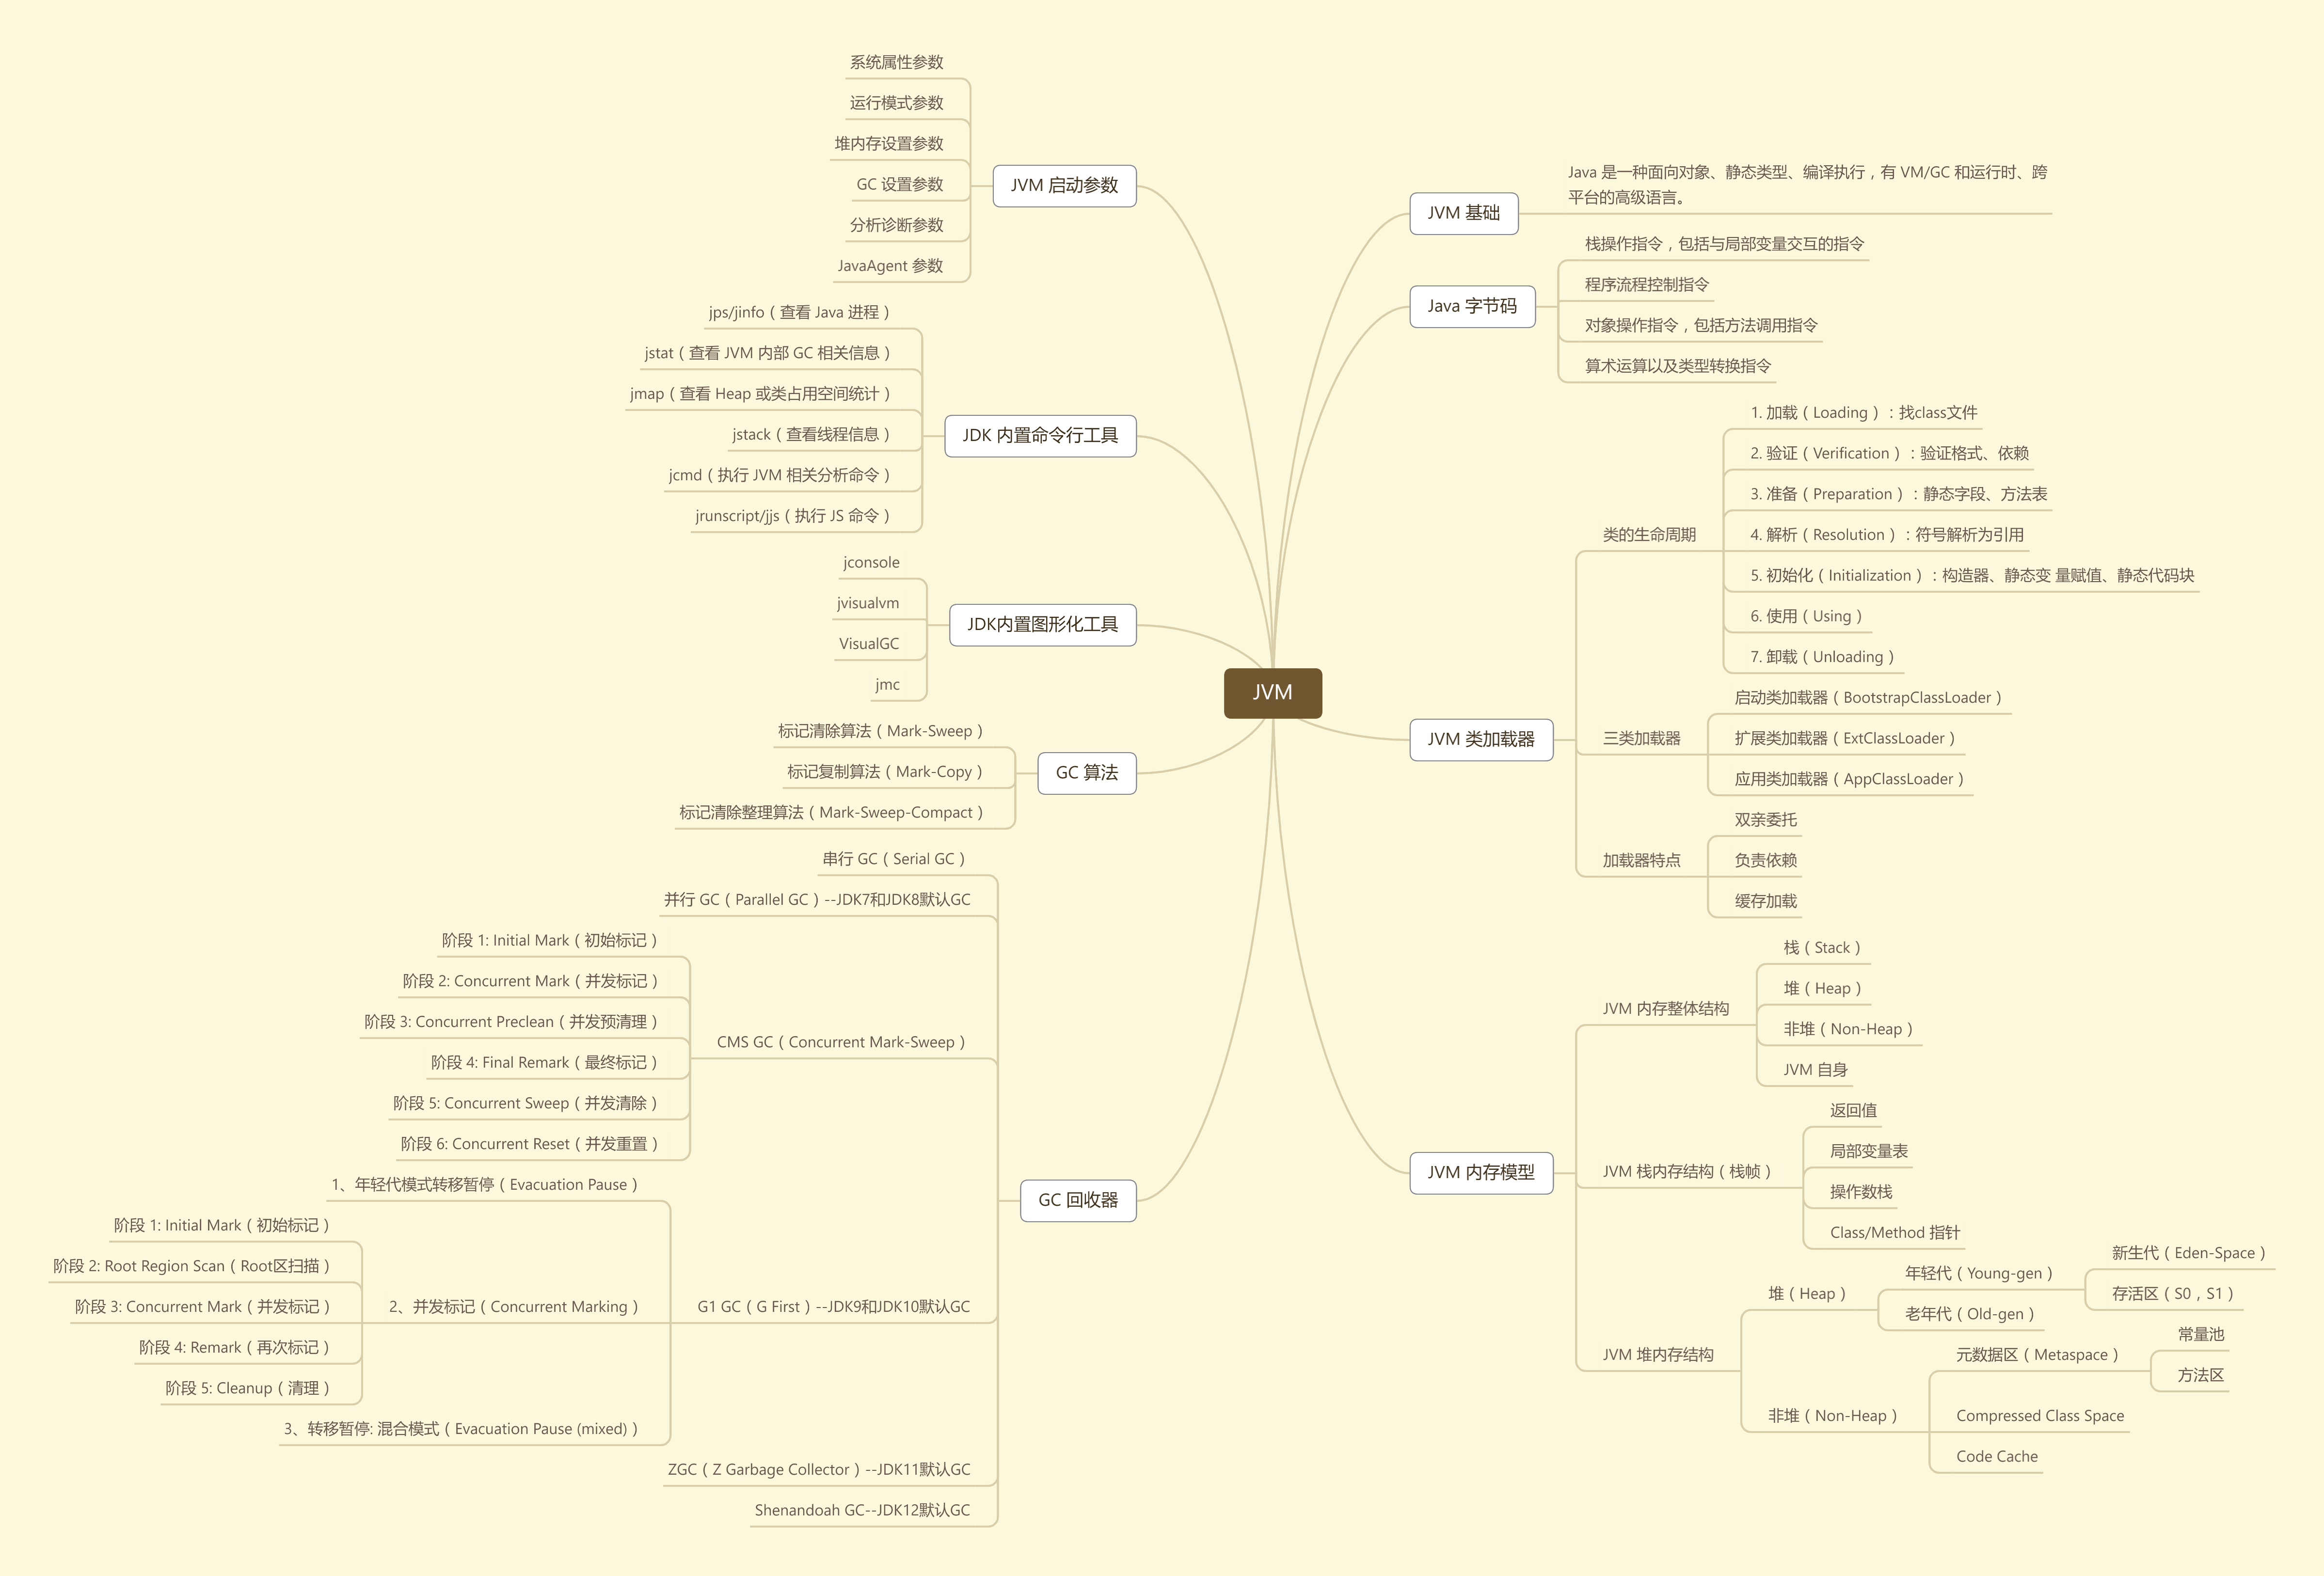 JVM
JVM 基础
Java 是一种面向对象、静态类型、编译执行，有 VM/GC 和运行时、跨
平台的高级语言。
Java 字节码
栈操作指令，包括与局部变量交互的指令
程序流程控制指令
对象操作指令，包括方法调用指令
算术运算以及类型转换指令
JVM 类加载器
类的生命周期
1. 加载（Loading）：找class文件
2. 验证（Verification）：验证格式、依赖
3. 准备（Preparation）：静态字段、方法表
4. 解析（Resolution）：符号解析为引用
5. 初始化（Initialization）：构造器、静态变 量赋值、静态代码块
6. 使用（Using）
7. 卸载（Unloading）
三类加载器
启动类加载器（BootstrapClassLoader）
扩展类加载器（ExtClassLoader）
应用类加载器（AppClassLoader）
加载器特点
双亲委托
负责依赖
缓存加载
JVM 内存模型
JVM 内存整体结构
栈（Stack）
堆（Heap）
非堆（Non-Heap）
JVM 自身
JVM 栈内存结构（栈帧）
返回值
局部变量表
操作数栈
Class/Method 指针
JVM 堆内存结构
堆（Heap）
年轻代（Young-gen）
新生代（Eden-Space）
存活区（S0，S1）
老年代（Old-gen）
非堆（Non-Heap）
元数据区（Metaspace）
常量池
方法区
Compressed Class Space
Code Cache
JVM 启动参数
系统属性参数
运行模式参数
堆内存设置参数
GC 设置参数
分析诊断参数
JavaAgent 参数
JDK 内置命令行工具
jps/jinfo（查看 Java 进程）
jstat（查看 JVM 内部 GC 相关信息）
jmap（查看 Heap 或类占用空间统计）
jstack（查看线程信息）
jcmd（执行 JVM 相关分析命令）
jrunscript/jjs（执行 JS 命令）
JDK内置图形化工具
jconsole
jvisualvm
VisualGC
jmc
GC 算法
标记清除算法（Mark-Sweep）
标记复制算法（Mark-Copy）
标记清除整理算法（Mark-Sweep-Compact）
GC 回收器
串行 GC（Serial GC）
并行 GC（Parallel GC）--JDK7和JDK8默认GC
CMS GC（Concurrent Mark-Sweep）
阶段 1: Initial Mark（初始标记）
阶段 2: Concurrent Mark（并发标记）
阶段 3: Concurrent Preclean（并发预清理）
阶段 4: Final Remark（最终标记）
阶段 5: Concurrent Sweep（并发清除）
阶段 6: Concurrent Reset（并发重置）
G1 GC（G First）--JDK9和JDK10默认GC
1、年轻代模式转移暂停（Evacuation Pause）
2、并发标记（Concurrent Marking）
阶段 1: Initial Mark（初始标记）
阶段 2: Root Region Scan（Root区扫描）
阶段 3: Concurrent Mark（并发标记）
阶段 4: Remark（再次标记）
阶段 5: Cleanup（清理）
3、转移暂停: 混合模式（Evacuation Pause (mixed)）
ZGC（Z Garbage Collector）--JDK11默认GC
Shenandoah GC--JDK12默认GC